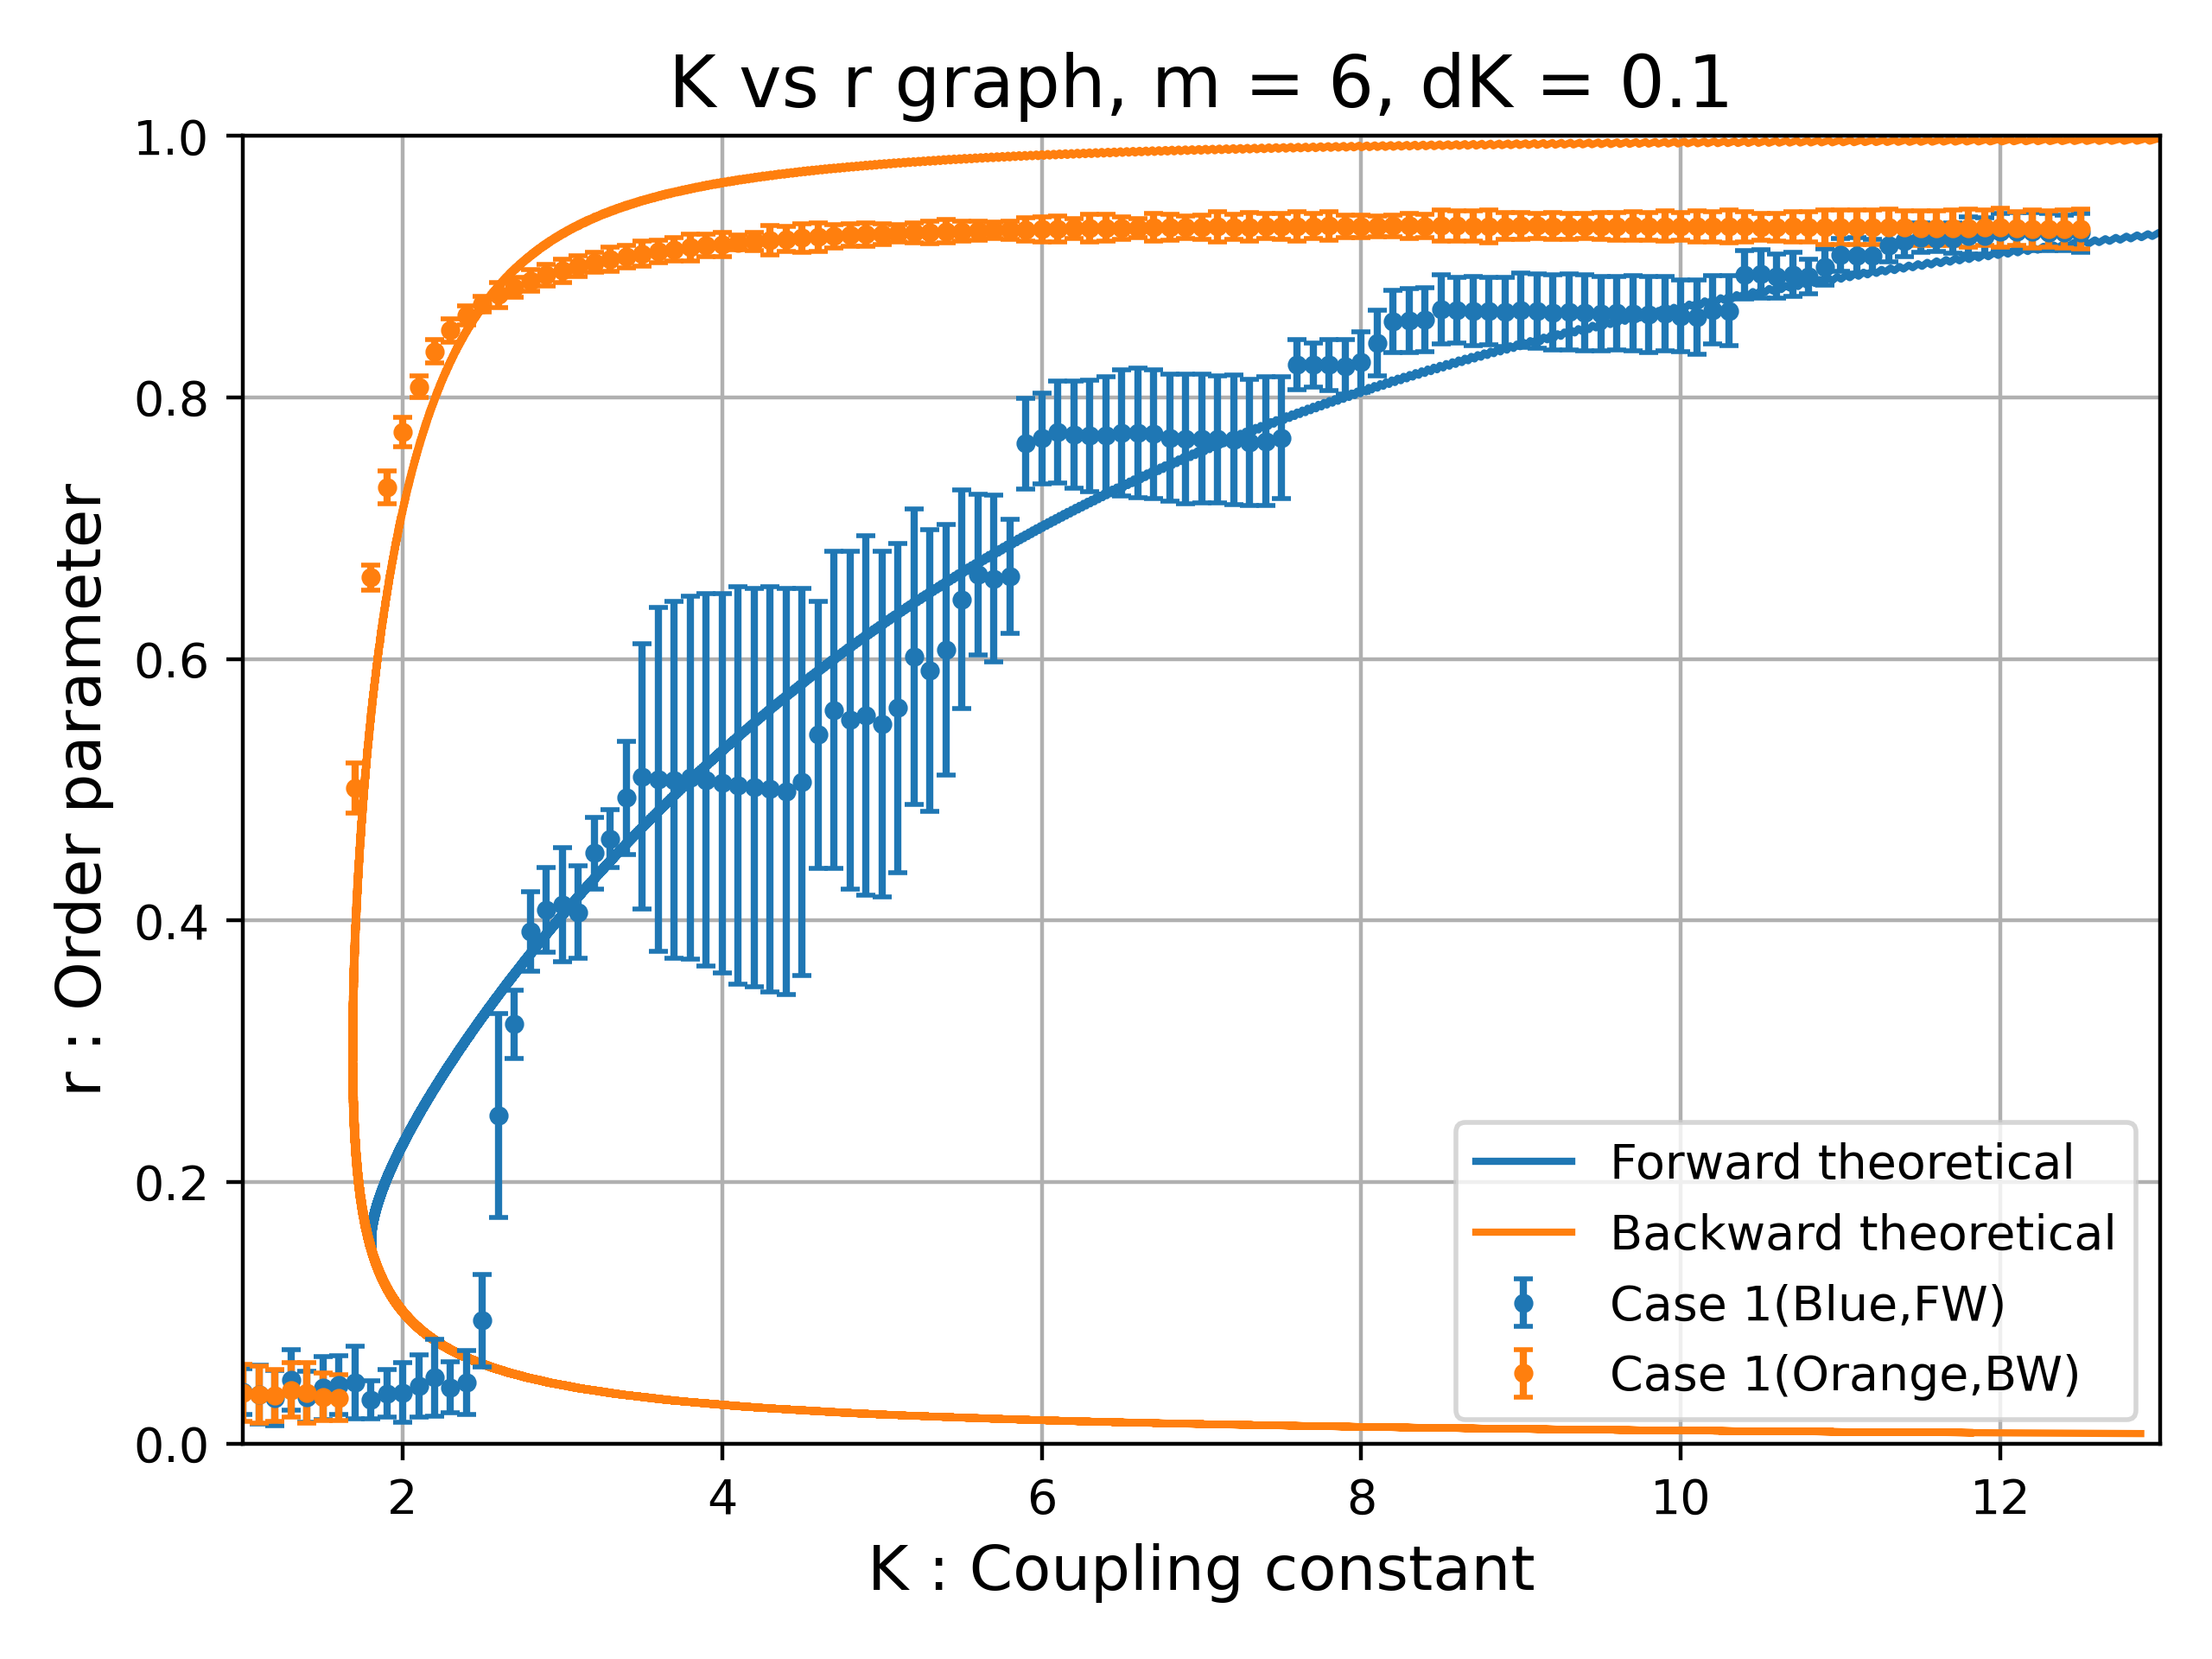 K vs r graph, m = 6, dK = 0.1
r : Order parameter
1.0
0.8
0.6
0.4
0.2
0.0
2 4 6 8 10 12
K : Coupling constant
Forward theoretical
Backward theoretical
Case 1(Blue,FW)
Case 1(Orange,BW)